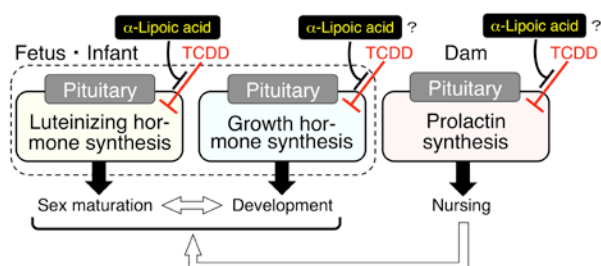 α-Lipoic acid
α-Lipoic acid ?
α-Lipoic acid ?
Fetus・Infant
TCDD
TCDD
Dam
TCDD
Pituitary
Pituitary
Pituitary
Luteinizing hor-
mone synthesis
Growth hor-
mone synthesis
Prolactin
synthesis
Sex maturation
Development
Nursing